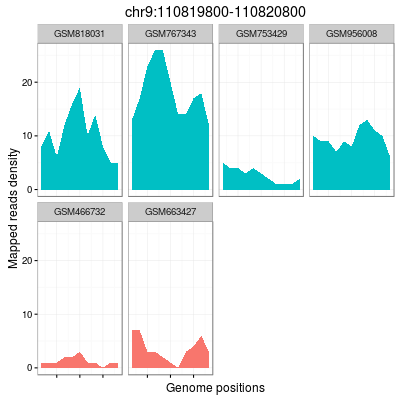 chr9:110819800-110820800
GSM818031 GSM767343 GSM753429 GSM956008
20
10
0
Mapped reads density
GSM466732 GSM663427
20
10
0
Genome positions